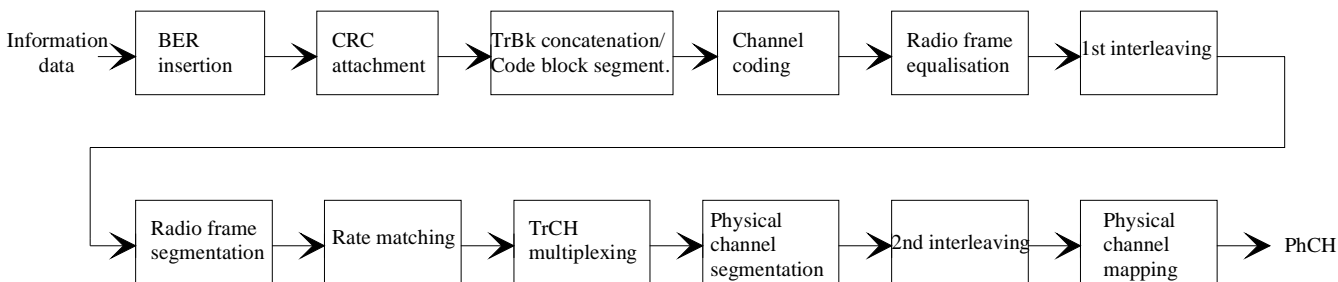 Information
data
BER
insertion
CRC
attachment
TrBk concatenation/
Code block segment.
Channel
coding
Radio frame
equalisation
1st interleaving
Radio frame
segmentation
Rate matching
TrCH
multiplexing
Physical
channel
segmentation
2nd interleaving
Physical
channel
mapping
PhCH